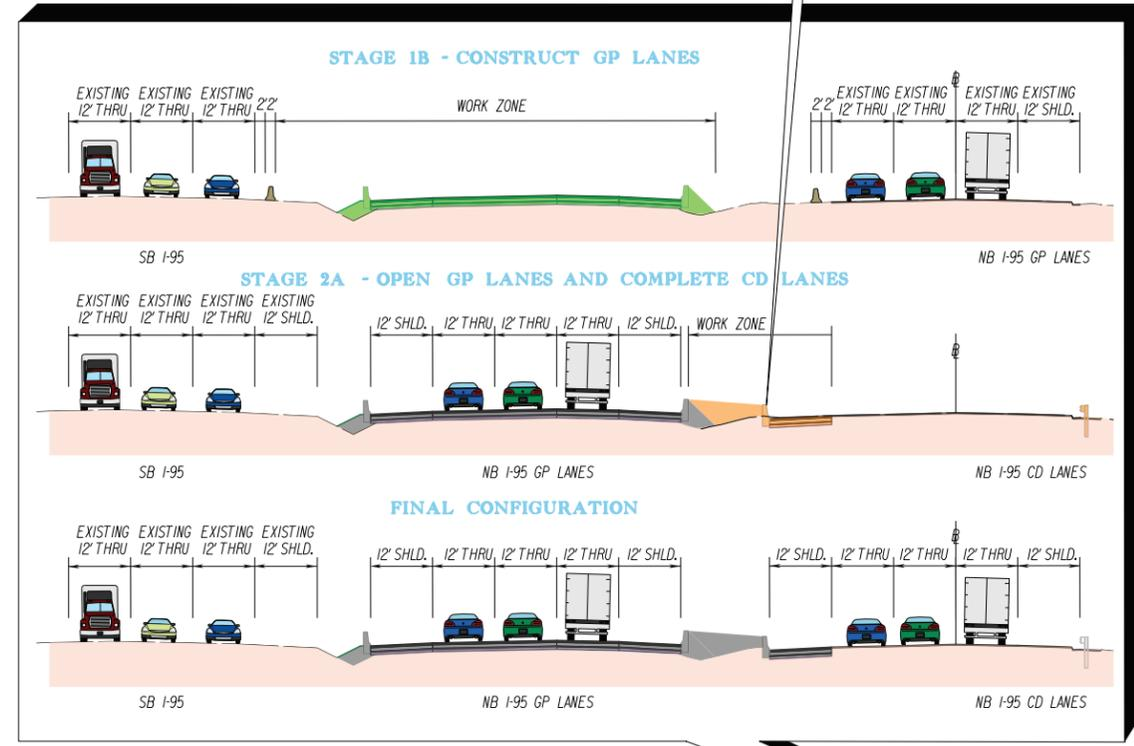 STAGE 1B - CONSTRUCT GP LANES
EXISTING EXISTING EXISTING
12' THRU 12' THRU 12' THRU 2' 2' WORK ZONE 2' 2'
EXISTING EXISTING EXISTING EXISTING
12' THRU 12' THRU 12' THRU 12' SHLD.
SB I-95 NB I-95 GP LANES
STAGE 2A - OPEN GP LANES AND COMPLETE CD LANES
EXISTING EXISTING EXISTING EXISTING
12' THRU 12' THRU 12' THRU 12' SHLD.
12' SHLD. 12' THRU 12' THRU 12' THRU 12' SHLD. WORK ZONE
SB I-95 NB I-95 GP LANES NB I-95 CD LANES
FINAL CONFIGURATION
EXISTING EXISTING EXISTING EXISTING
12' THRU 12' THRU 12' THRU 12' SHLD.
12' SHLD. 12' THRU 12' THRU 12' THRU 12' SHLD. 12' SHLD. 12' THRU 12' THRU 12' THRU 12' SHLD.
SB I-95 NB I-95 GP LANES NB I-95 CD LANES